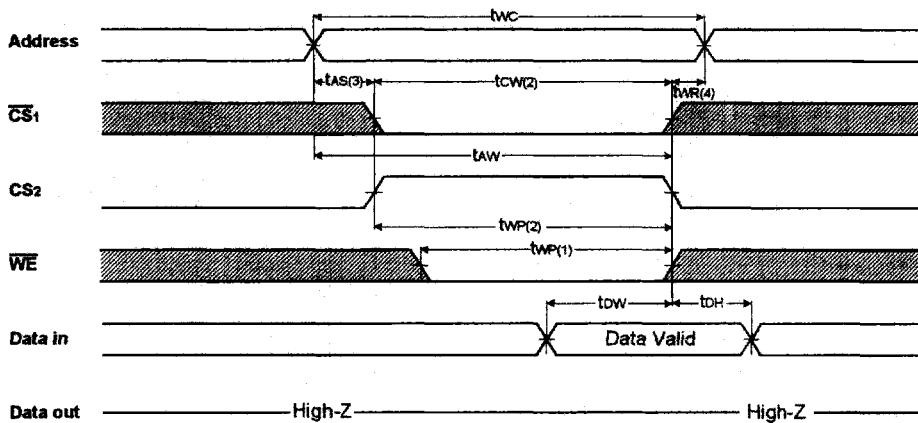 tWC
Address
tAS(3) tCW(2) tWR(4)
CS1
tAW
CS2
tWP(2)
tWP(1)
WE
tDW tDH
Data in Data Valid
Data out High-Z High-Z